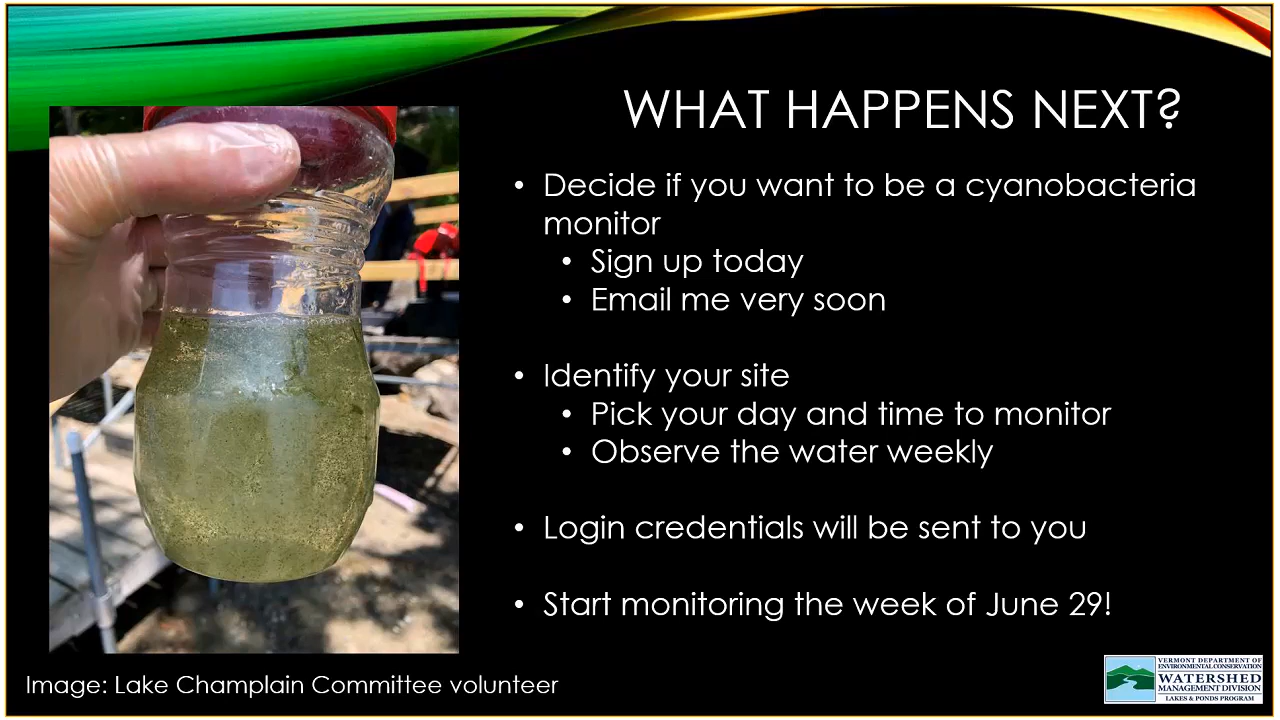 WHAT HAPPENS NEXT?
• Decide if you want to be a cyanobacteria
monitor
• Sign up today
• Email me very soon
• Identify your site
• Pick your day and time to monitor
• Observe the water weekly
• Login credentials will be sent to you
• Start monitoring the week of June 29!
Image: Lake Champlain Committee volunteer
VERMONT DEPARTMENT OF
ENVIRONMENTAL CONSERVATION
WATERSHED
MANAGEMENT DIVISION
LAKES & PONDS PROGRAM